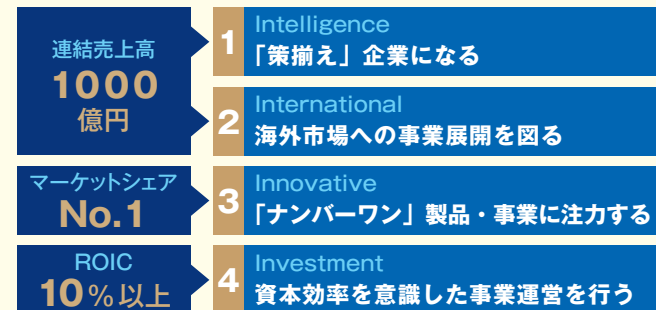 連結売上高
1000
億円
1
Intelligence
「策揃え」企業になる
2
International
海外市場への事業展開を図る
マーケットシェア
No.1
3
Innovative
「ナンバーワン」製品・事業に注力する
ROIC
10%以上
4
Investment
資本効率を意識した事業運営を行う